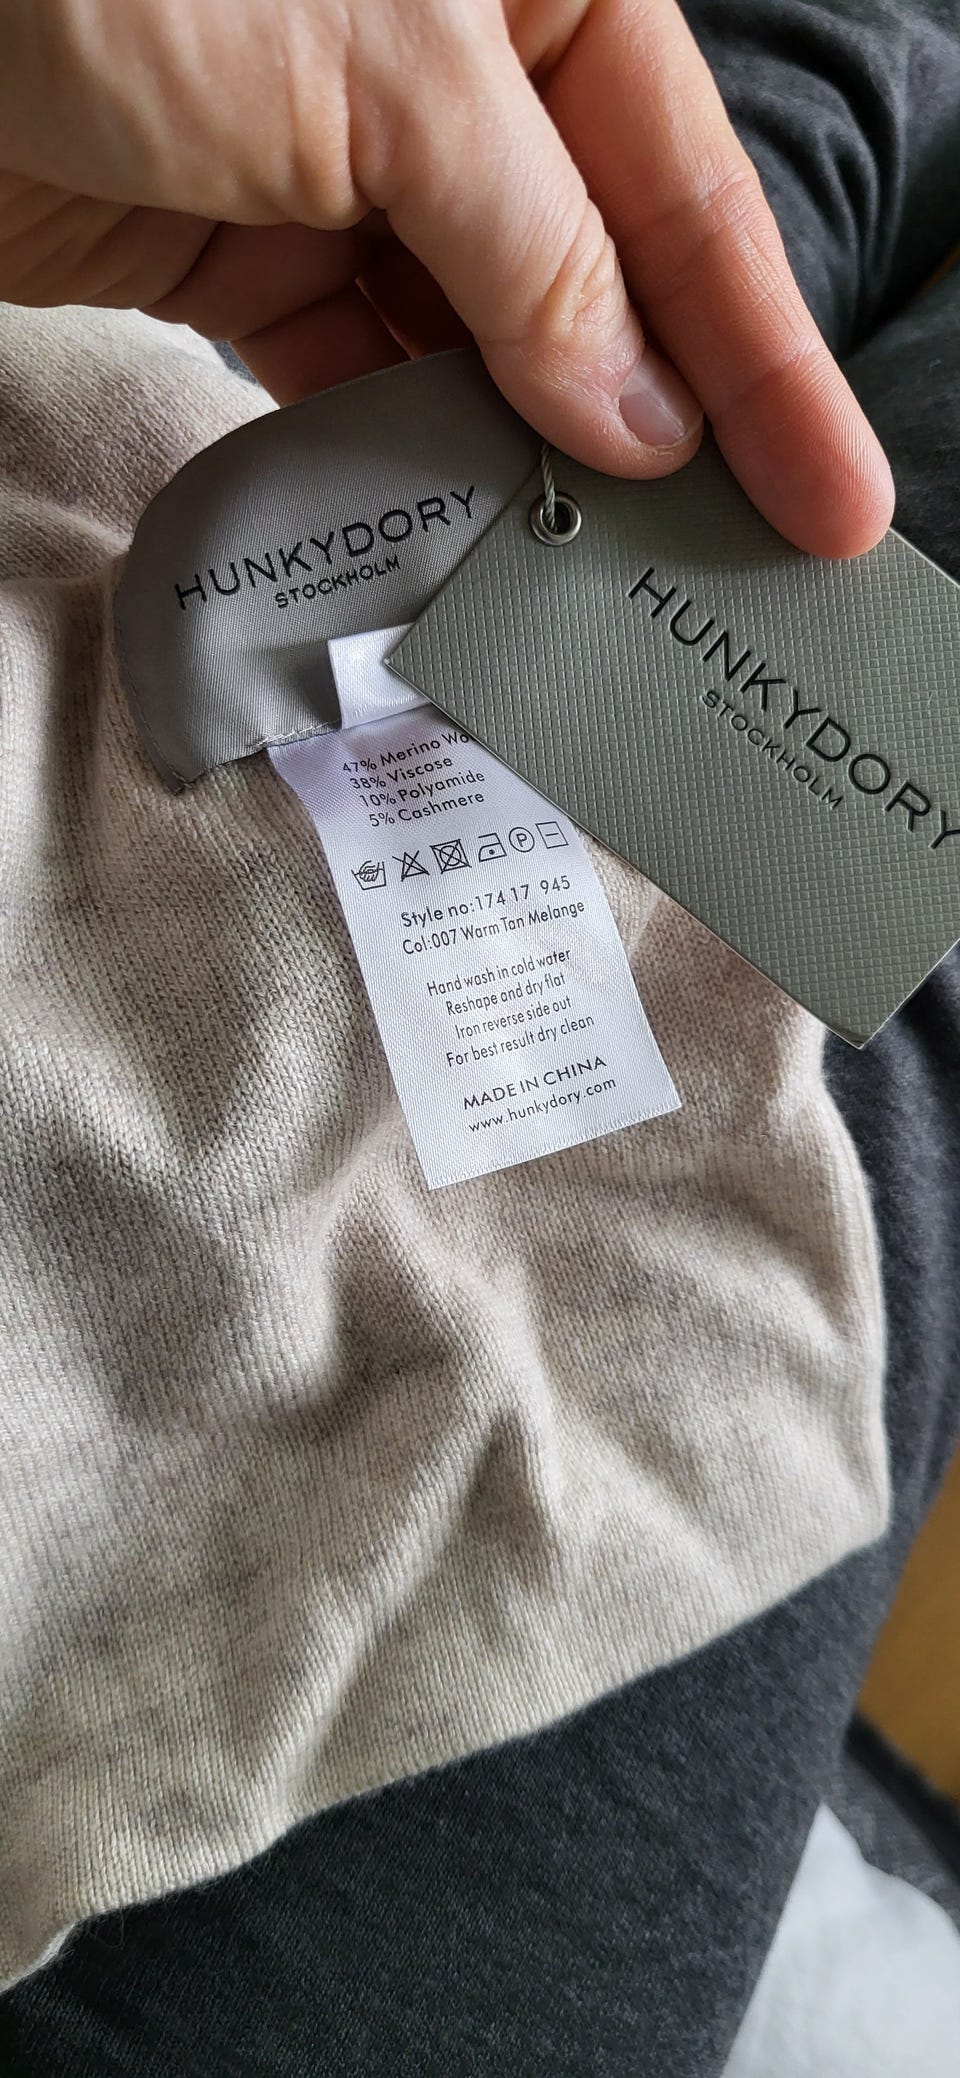 HUNKYDORY
STOCKHOLM
HUNKYDORY
STOCKHOLM
47% Merino Wo
38% Viscose
10% Polyamide
5% Cashmere
P
Style no:174 17 945
Col:007 Warm Tan Melange
Hand wash in cold water
Reshape and dry flat
Iron reverse side out
For best result dry clean
MADE IN CHINA
www.hunkydory.com